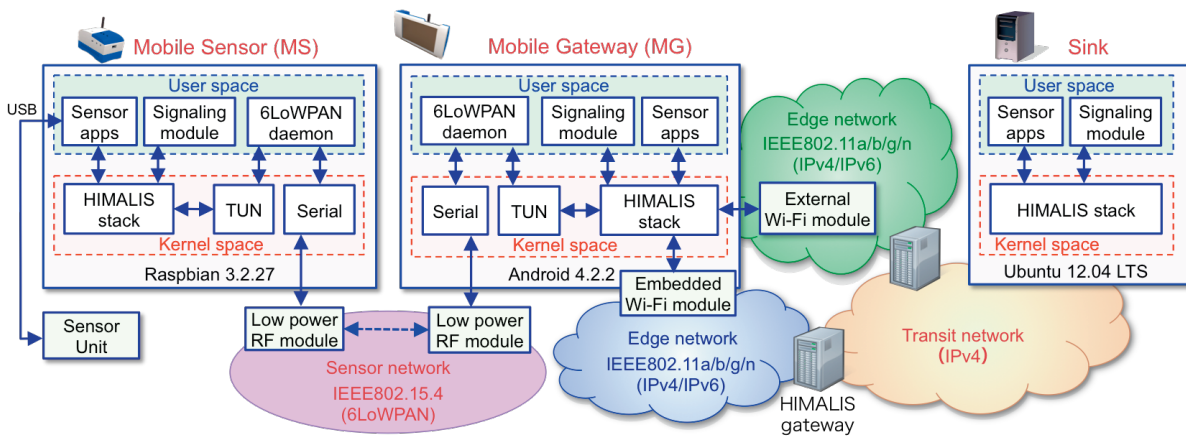 Mobile Sensor (MS)
USB
User space
Sensor
apps
Signaling
module
6LoWPAN
daemon
HIMALIS
stack
TUN
Serial
Kernel space
Raspbian 3.2.27
Sensor
Unit
Mobile Gateway (MG)
User space
6LoWPAN
daemon
Signaling
module
Sensor
apps
Serial
TUN
HIMALIS
stack
Kernel space
Android 4.2.2
Edge network
IEEE802.11a/b/g/n
(IPv4/IPv6)
External
Wi-Fi module
Embedded
Wi-Fi module
Low power
RF module
Low power
RF module
Sensor network
IEEE802.15.4
(6LoWPAN)
Edge network
IEEE802.11a/b/g/n
(IPv4/IPv6)
HIMALIS
gateway
Transit network
(IPv4)
Sink
User space
Sensor
apps
Signaling
module
HIMALIS stack
Kernel space
Ubuntu 12.04 LTS